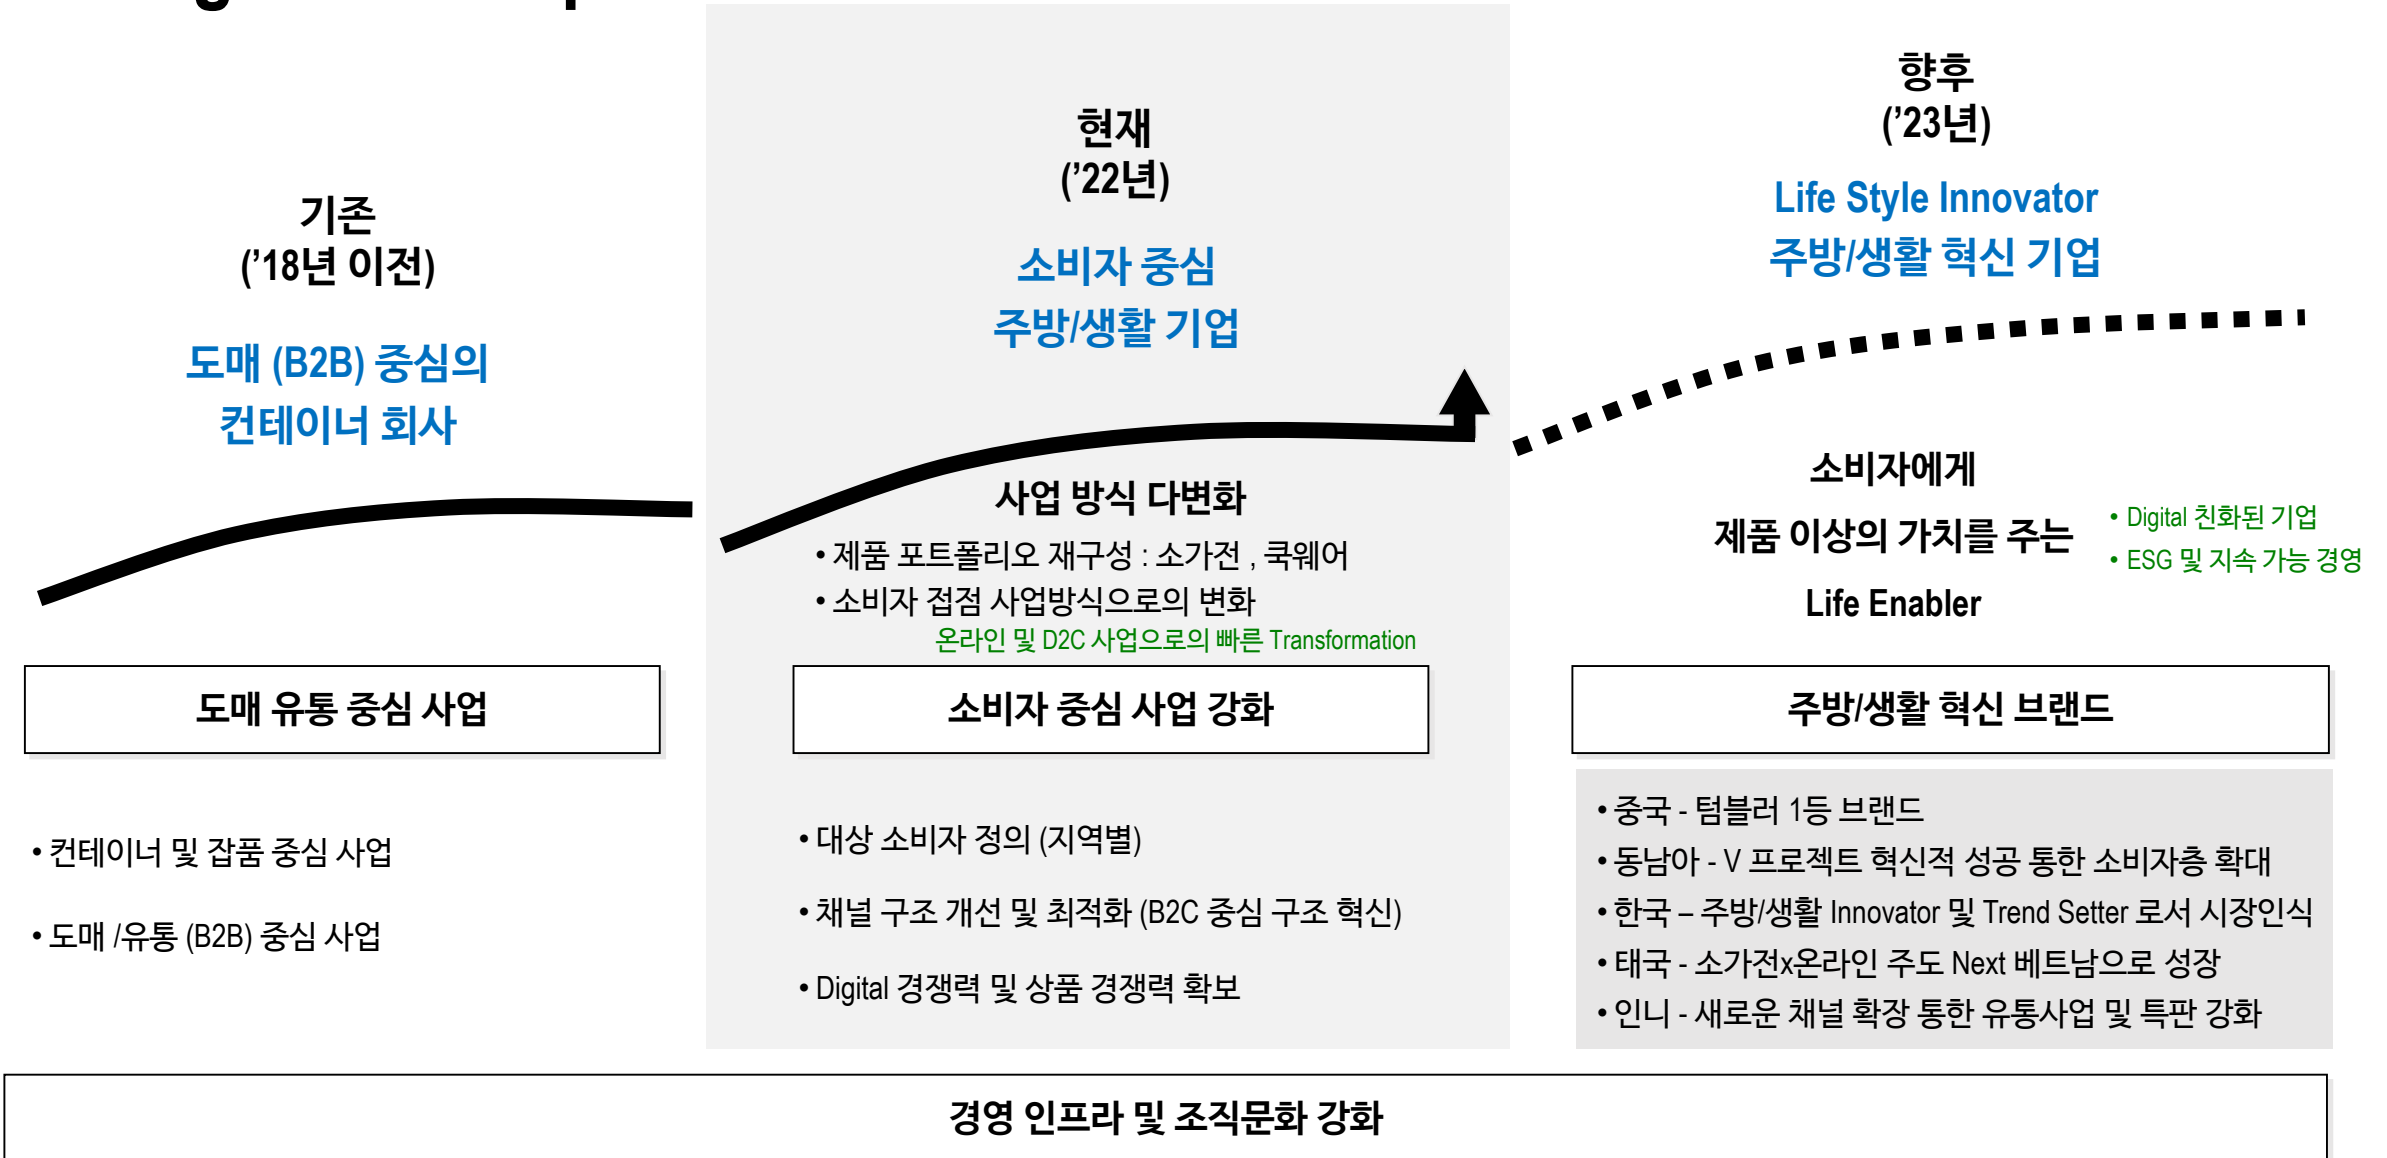 기존
(’18년 이전)
도매 (B2B) 중심의
컨테이너 회사
도매 유통 중심 사업
• 컨테이너 및 잡품 중심 사업
• 도매 /유통 (B2B) 중심 사업
현재
(’22년)
소비자 중심
주방/생활 기업
사업 방식 다변화
• 제품 포트폴리오 재구성 : 소가전 , 쿡웨어
• 소비자 접점 사업방식으로의 변화
온라인 및 D2C 사업으로의 빠른 Transformation
소비자 중심 사업 강화
• 대상 소비자 정의 (지역별)
• 채널 구조 개선 및 최적화 (B2C 중심 구조 혁신)
• Digital 경쟁력 및 상품 경쟁력 확보
향후
(’23년)
Life Style Innovator
주방/생활 혁신 기업
소비자에게
제품 이상의 가치를 주는
Life Enabler
• Digital 친화된 기업
• ESG 및 지속 가능 경영
주방/생활 혁신 브랜드
• 중국 - 텀블러 1등 브랜드
• 동남아 - V 프로젝트 혁신적 성공 통한 소비자층 확대
• 한국 – 주방/생활 Innovator 및 Trend Setter 로서 시장인식
• 태국 - 소가전x온라인 주도 Next 베트남으로 성장
• 인니 - 새로운 채널 확장 통한 유통사업 및 특판 강화
경영 인프라 및 조직문화 강화